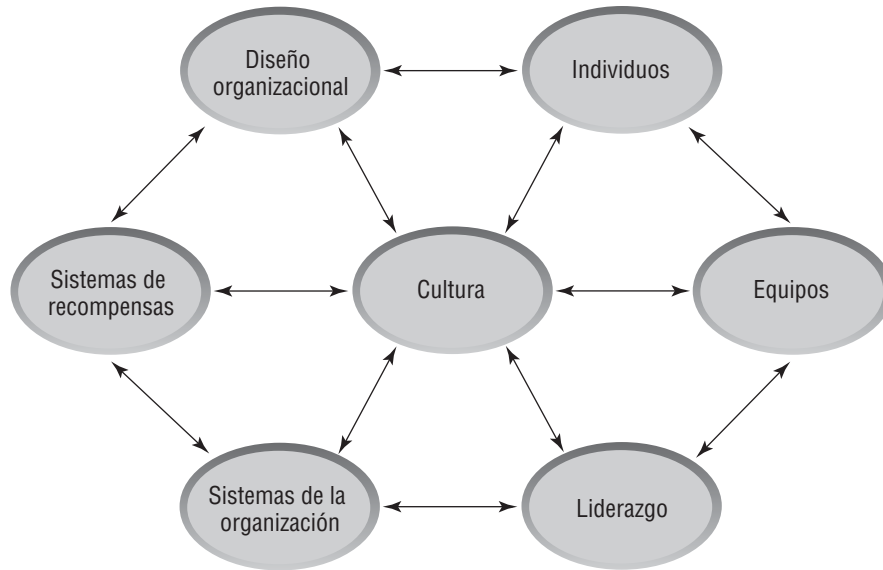 Diseño
organizacional
Individuos
Sistemas de
recompensas
Cultura
Equipos
Sistemas de la
organización
Liderazgo